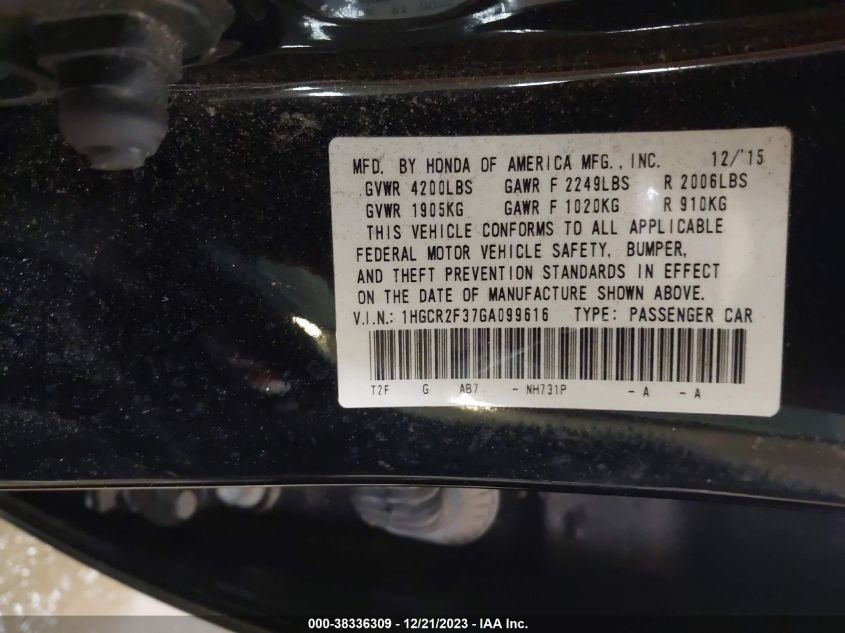 MFD. BY HONDA OF AMERICA MFG., INC. 12/'15
GVWR 4200LBS GAWR F 2249LBS R 2006LBS
GVWR 1905KG GAWR F 1020KG R 910KG
THIS VEHICLE CONFORMS TO ALL APPLICABLE
FEDERAL MOTOR VEHICLE SAFETY, BUMPER,
AND THEFT PREVENTION STANDARDS IN EFFECT
ON THE DATE OF MANUFACTURE SHOWN ABOVE.
V.I.N.: 1HGCR2F37GA099616 TYPE: PASSENGER CAR
T2F G AB7 - NH731P - A - A
000-38336309 - 12/21/2023 - IAA Inc.